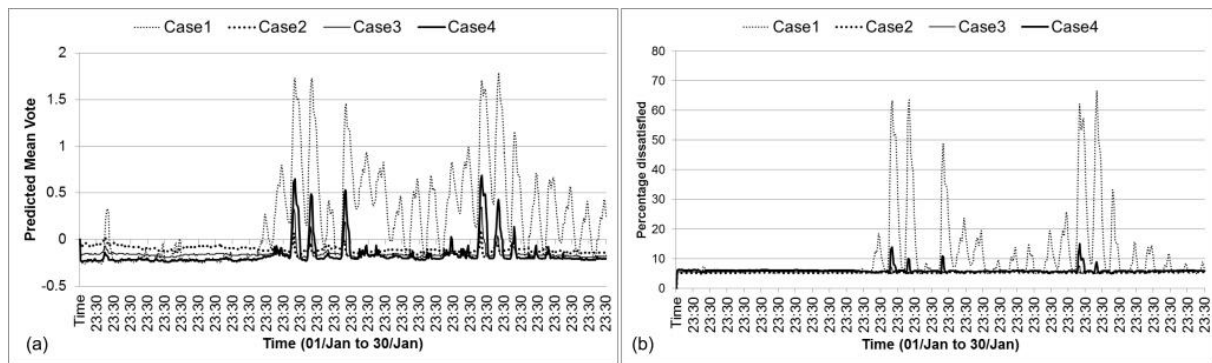 Case1 Case2 Case3 Case4
Predicted Mean Vote
2
1.5
1
0.5
0
-0.5
Time 23:30 23:30 23:30 23:30 23:30 23:30 23:30 23:30 23:30 23:30 23:30 23:30 23:30 23:30 23:30 23:30 23:30 23:30 23:30 23:30 23:30 23:30 23:30 23:30 23:30 23:30 23:30 23:30 23:30 23:30
(a)
Time (01/Jan to 30/Jan)
Case1 Case2 Case3 Case4
Percentage dissatisfied
80
70
60
50
40
30
20
10
0
Time 23:30 23:30 23:30 23:30 23:30 23:30 23:30 23:30 23:30 23:30 23:30 23:30 23:30 23:30 23:30 23:30 23:30 23:30 23:30 23:30 23:30 23:30 23:30 23:30 23:30 23:30 23:30 23:30 23:30 23:30
(b)
Time (01/Jan to 30/Jan)